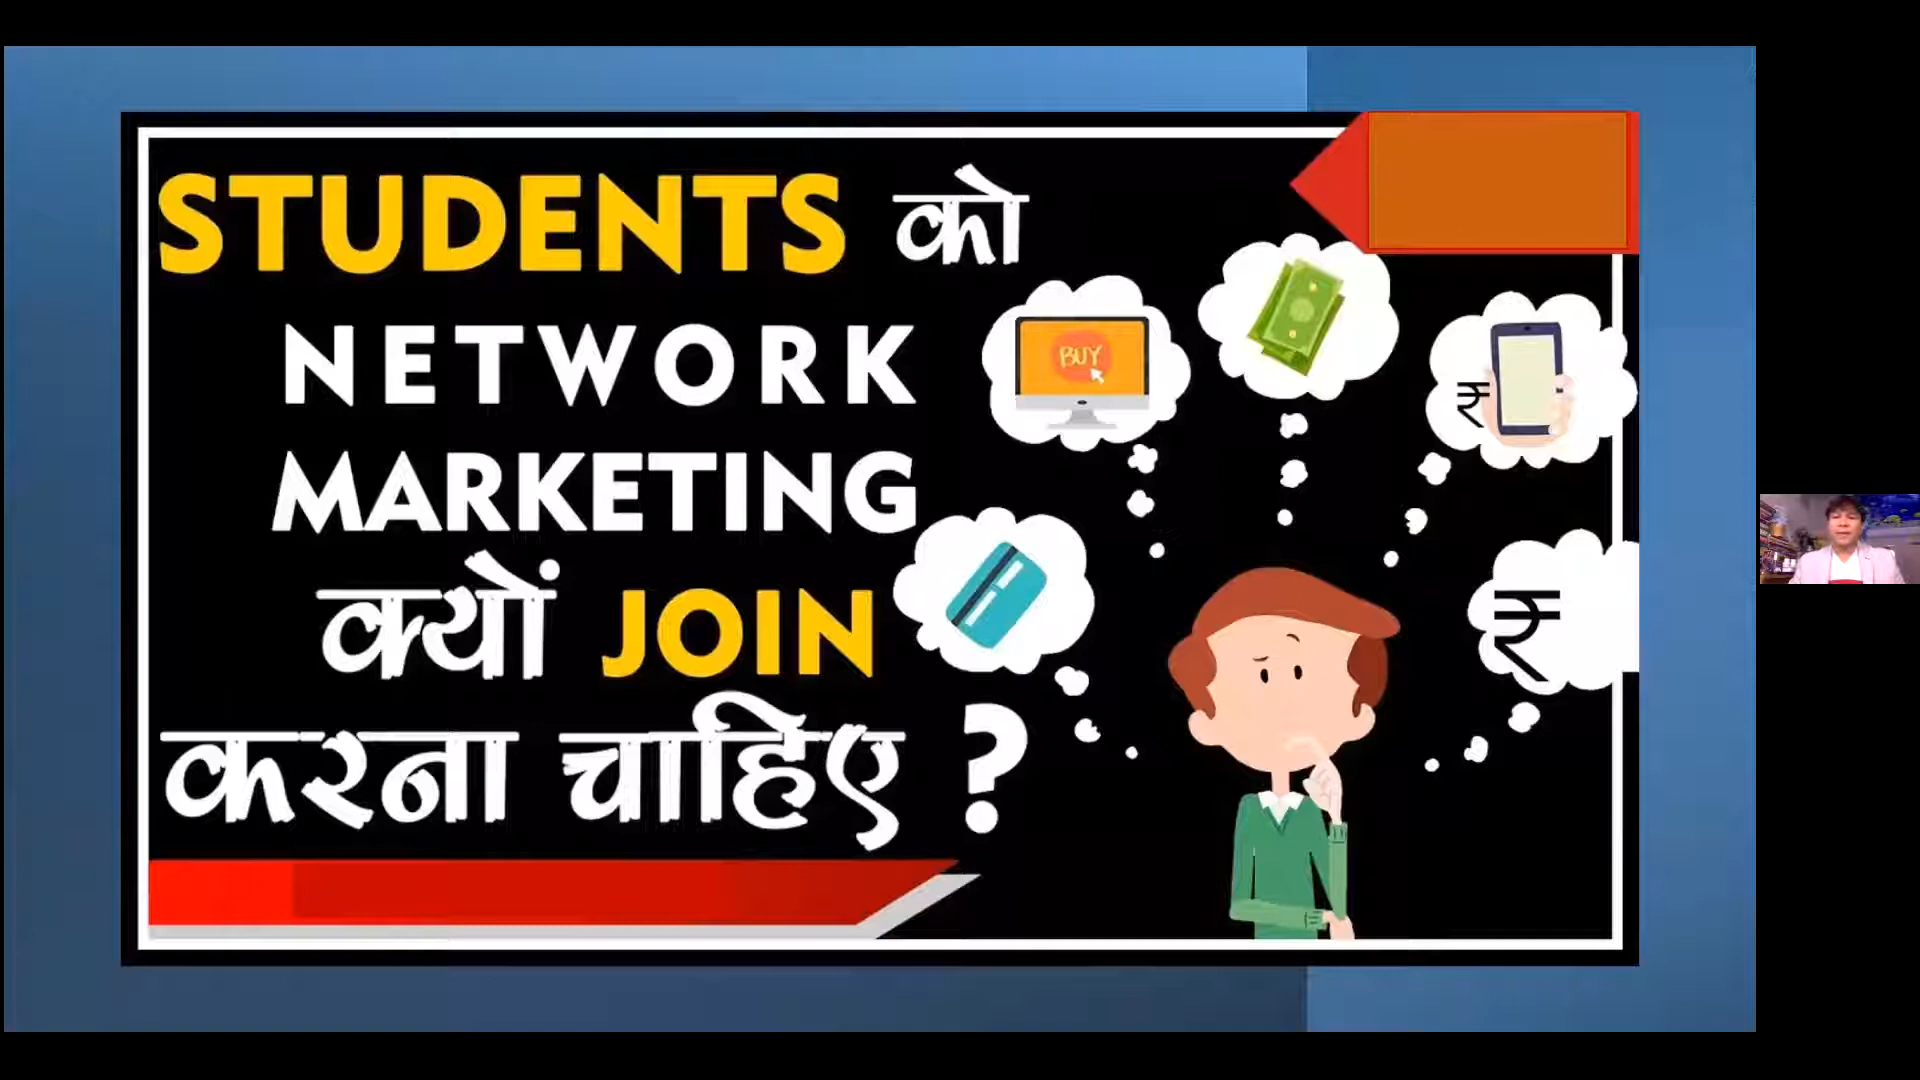 STUDENTS को
NETWORK
MARKETING
क्यों JOIN
करना चाहिए ?
BUY
₹
₹